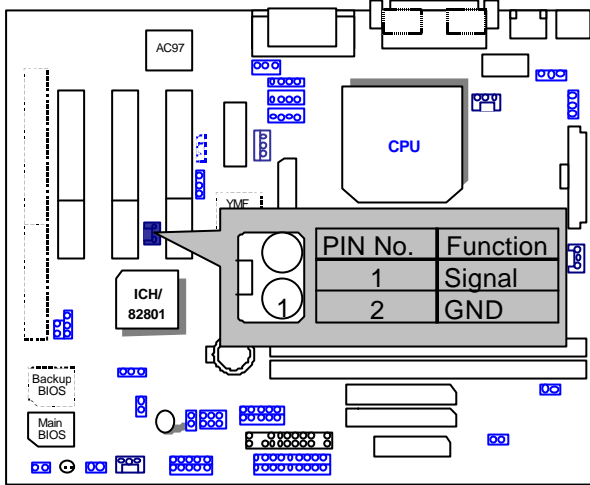 AC97
CPU
YMF
PIN No. Function
1 Signal
2 GND
1
ICH/
82801
Backup
BIOS
Main
BIOS